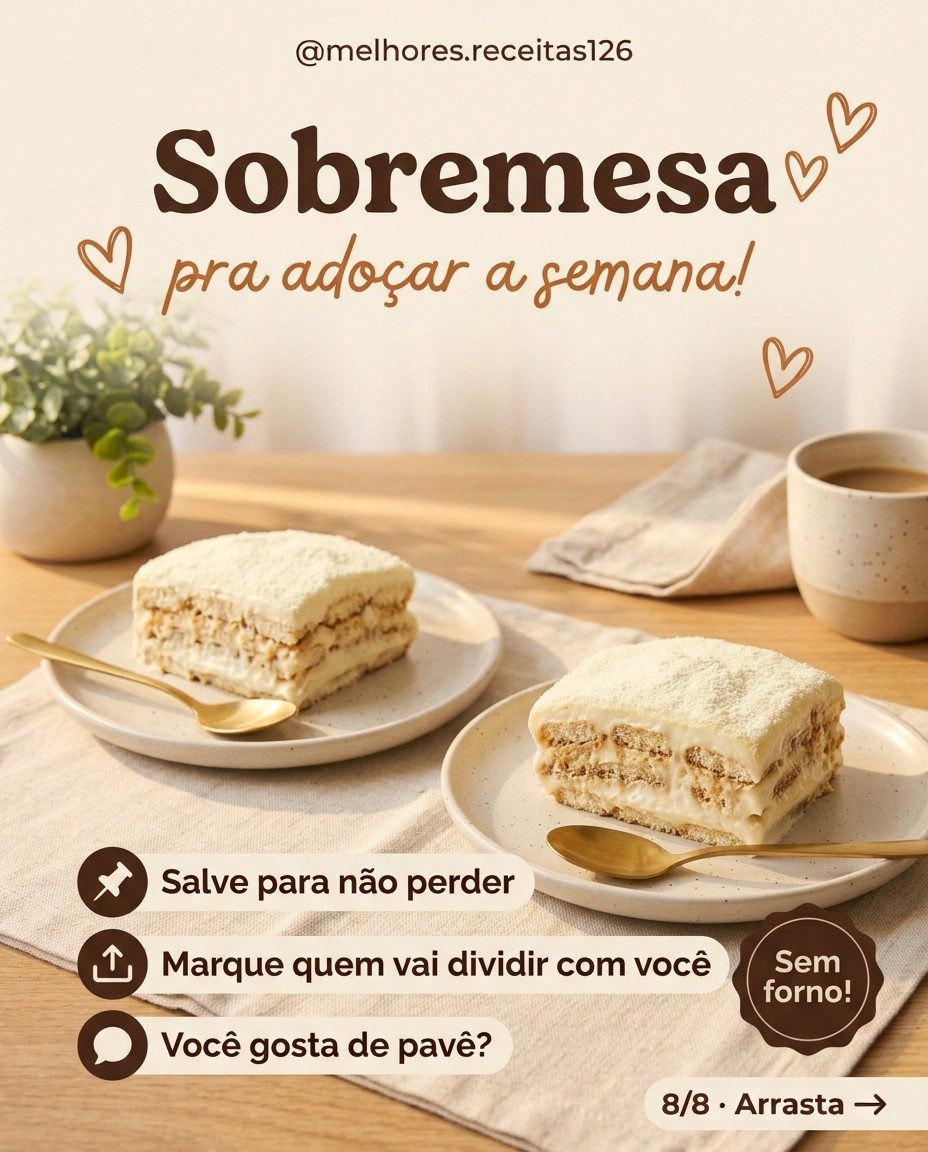 @melhores.receitas126
Sobremesa
pra adoçar a semana!
Salve para não perder
Marque quem vai dividir com você
Sem
forno!
Você gosta de pavê?
8/8 · Arrasta →